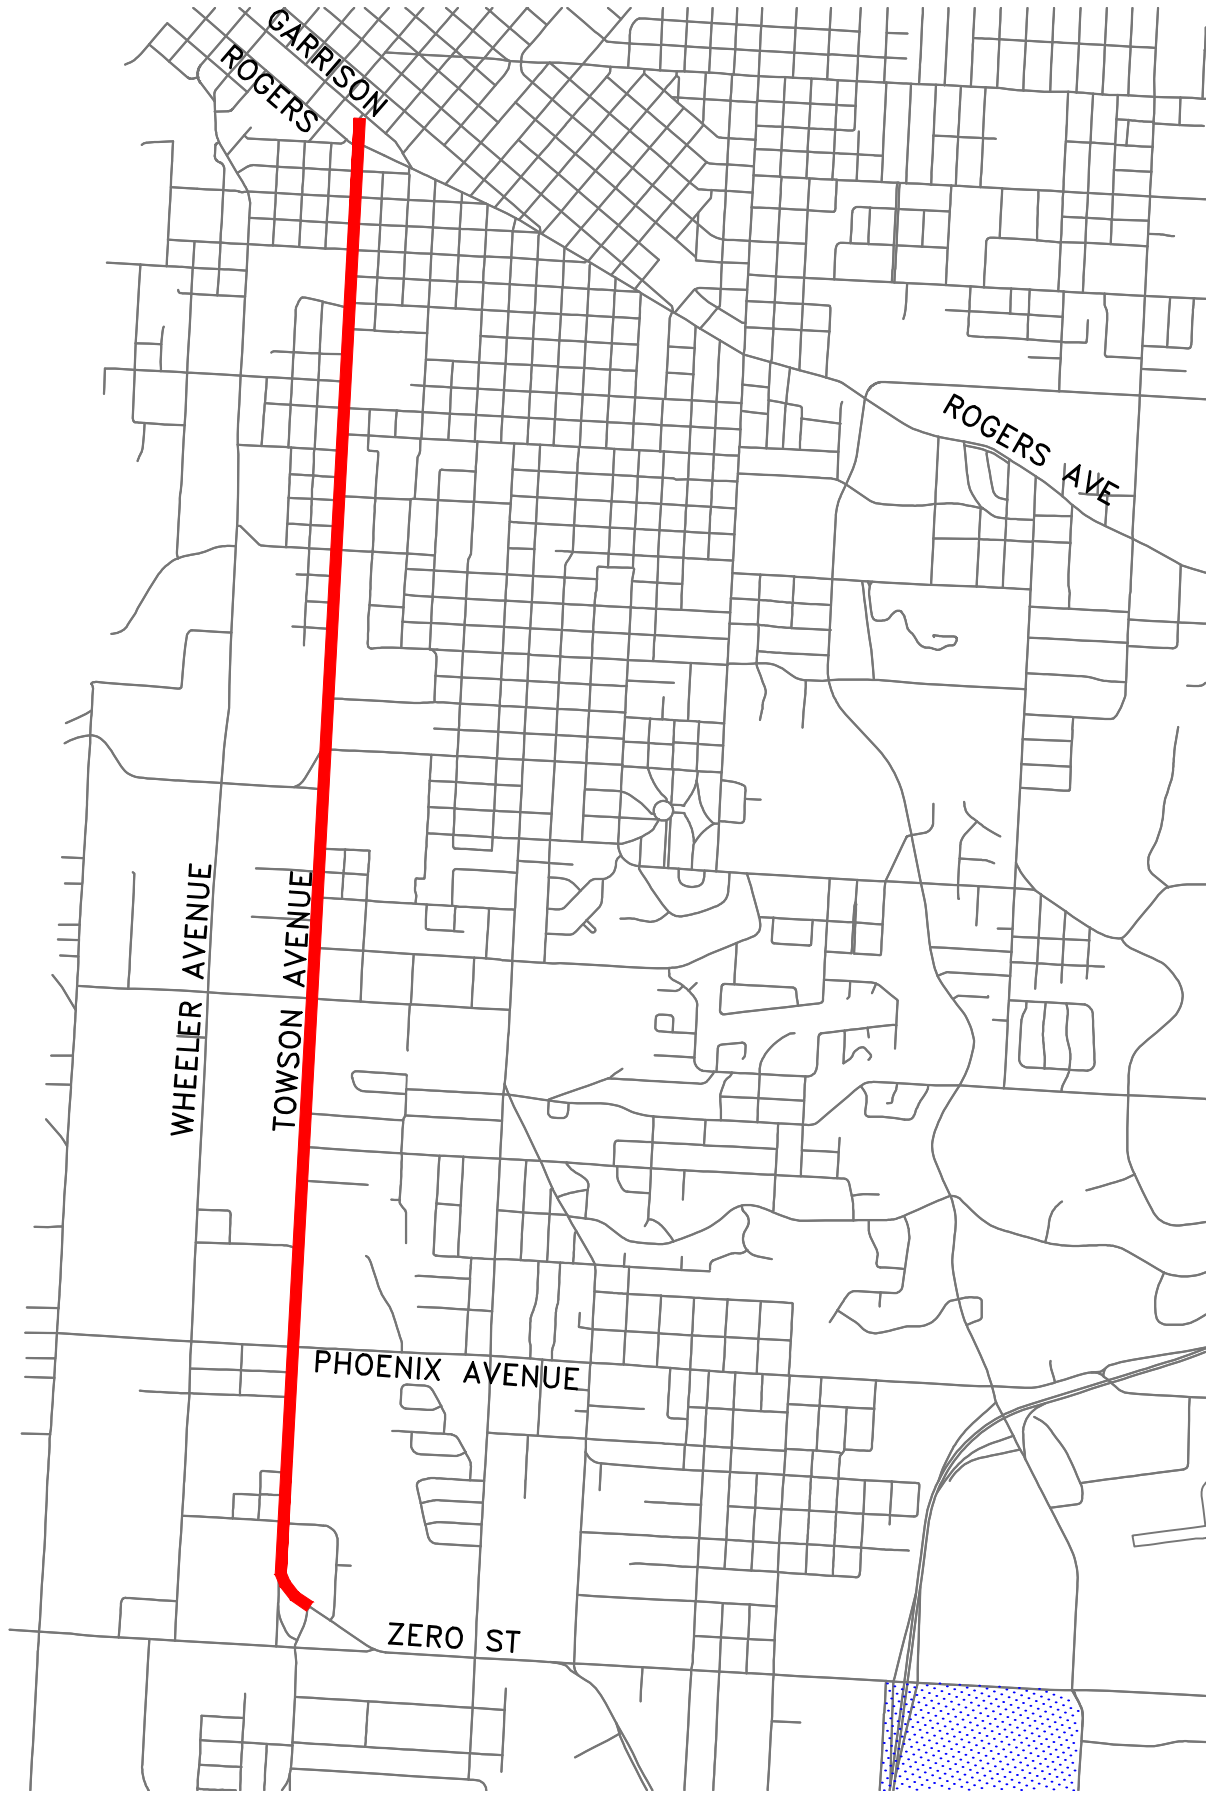 GARRISON
ROGERS
ROGERS AVE
WHEELER AVENUE
TOWSON AVENUE
PHOENIX AVENUE
ZERO ST